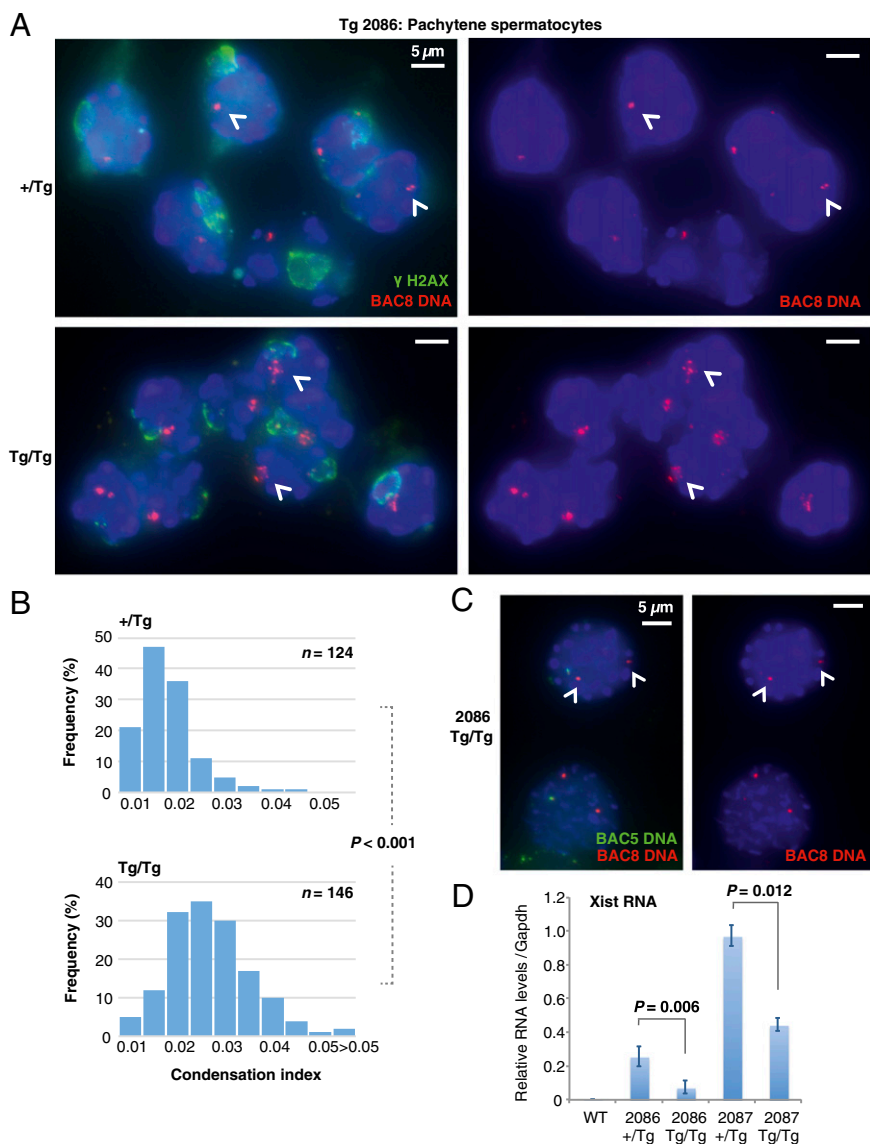 A
Tg 2086: Pachytene spermatocytes
5 µm
+/Tg
γ H2AX
BAC8 DNA
BAC8 DNA
Tg/Tg
B
+/Tg
n = 124
Frequency (%)
50
40
30
20
10
0
0.01 0.02 0.03 0.04 0.05
P < 0.001
Tg/Tg
n = 146
Frequency (%)
40
30
20
10
0
0.01 0.02 0.03 0.04 0.05 >0.05
Condensation index
C
5 µm
2086
Tg/Tg
BAC5 DNA
BAC8 DNA
BAC8 DNA
D
Xist RNA
P = 0.012
P = 0.006
Relative RNA levels / Gapdh
1.2
1.0
0.8
0.6
0.4
0.2
0
WT 2086 2086 2087 2087
+/Tg Tg/Tg +/Tg Tg/Tg